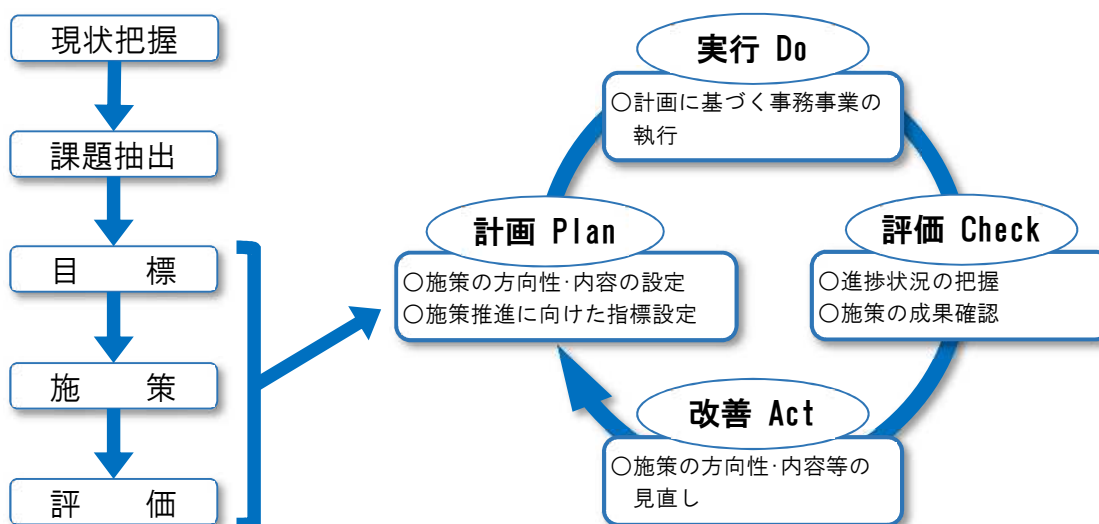 現状把握
課題抽出
目　標
施　策
評　価
実行 Do
○計画に基づく事務事業の
執行
計画 Plan
○施策の方向性･内容の設定
○施策推進に向けた指標設定
評価 Check
○進捗状況の把握
○施策の成果確認
改善 Act
○施策の方向性･内容等の
見直し